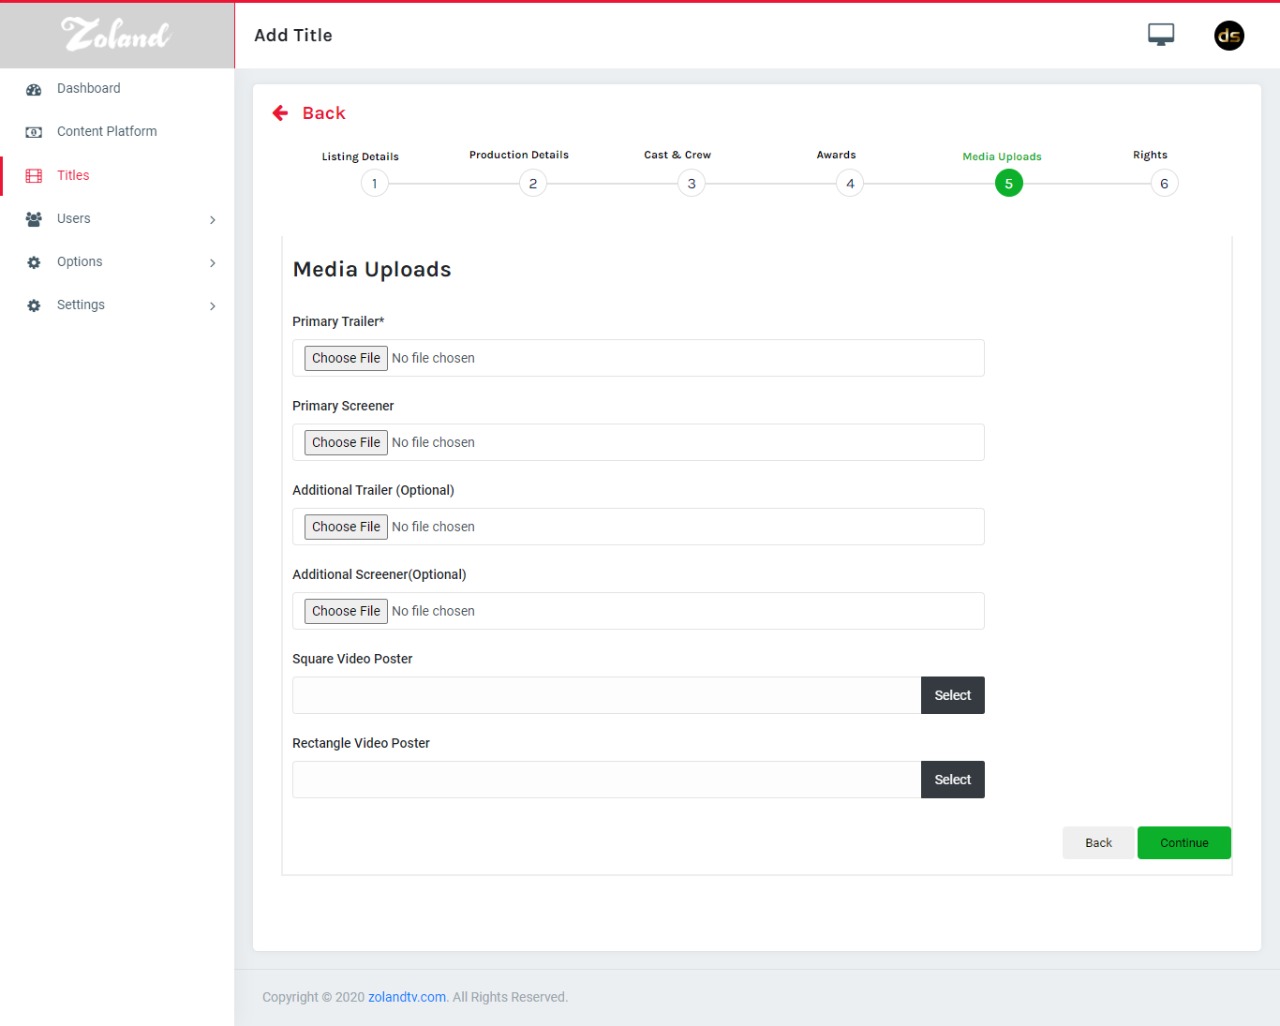 Zoland
Add Title
ds
Dashboard
Content Platform
Titles
Users
Options
Settings
Back
Listing Details
Production Details
Cast & Crew
Awards
Media Uploads
Rights
1
2
3
4
5
6
Media Uploads
Primary Trailer*
Choose File No file chosen
Primary Screener
Choose File No file chosen
Additional Trailer (Optional)
Choose File No file chosen
Additional Screener(Optional)
Choose File No file chosen
Square Video Poster
Select
Rectangle Video Poster
Select
Back
Continue
Copyright © 2020 zolandtv.com. All Rights Reserved.